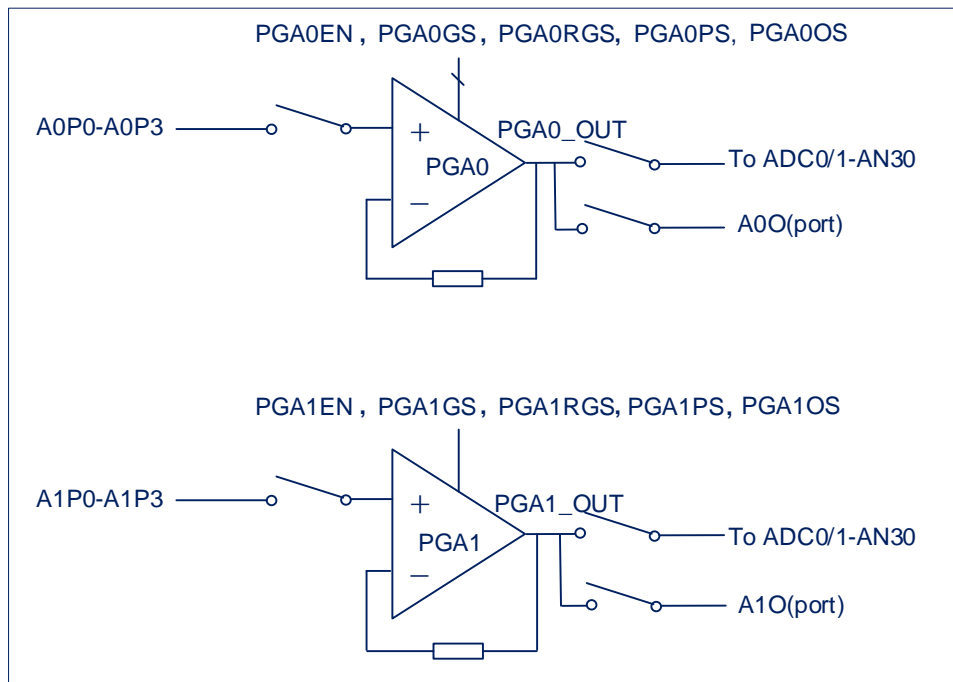 PGA0EN , PGA0GS, PGA0RGS, PGA0PS, PGA0OS
A0P0-A0P3
+
PGA0_OUT
PGA0
To ADC0/1-AN30
−
A0O(port)
PGA1EN , PGA1GS, PGA1RGS, PGA1PS, PGA1OS
A1P0-A1P3
+
PGA1_OUT
PGA1
To ADC0/1-AN30
−
A1O(port)